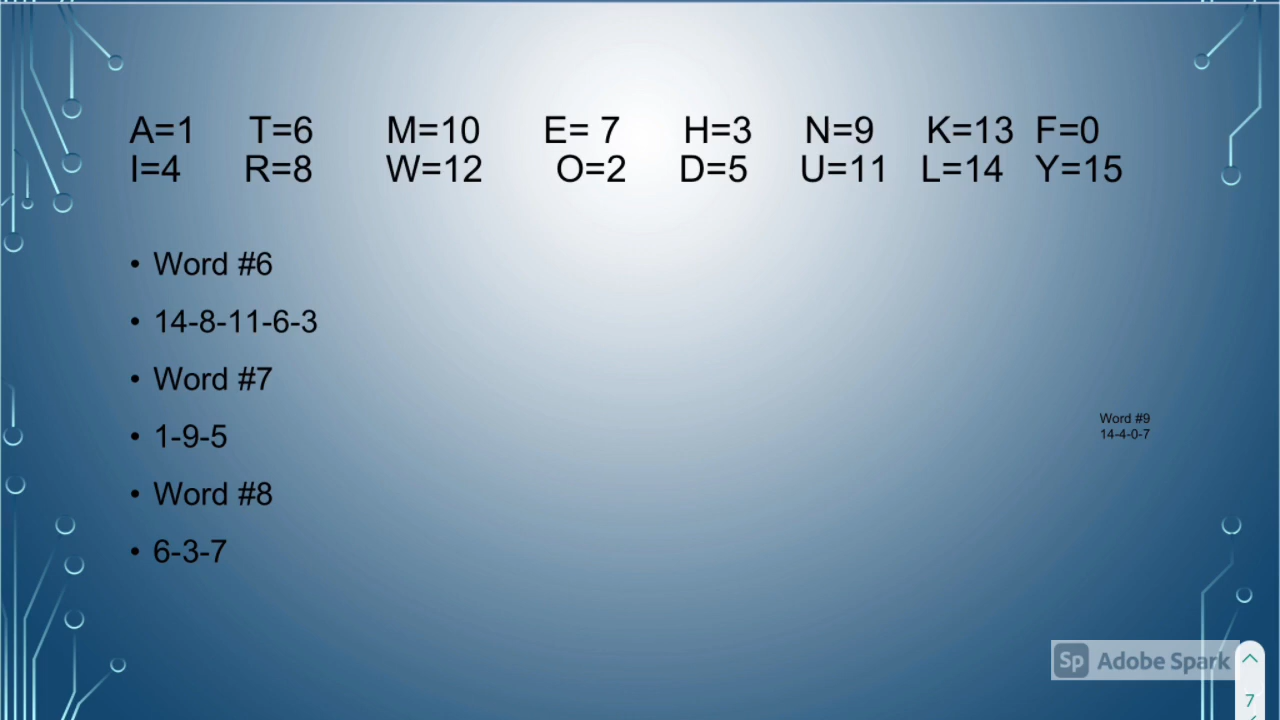 A=1 T=6 M=10 E= 7 H=3 N=9 K=13 F=0
I=4 R=8 W=12 O=2 D=5 U=11 L=14 Y=15
• Word #6
• 14-8-11-6-3
• Word #7
• 1-9-5
• Word #8
• 6-3-7
Word #9
14-4-0-7
Sp Adobe Spark
7